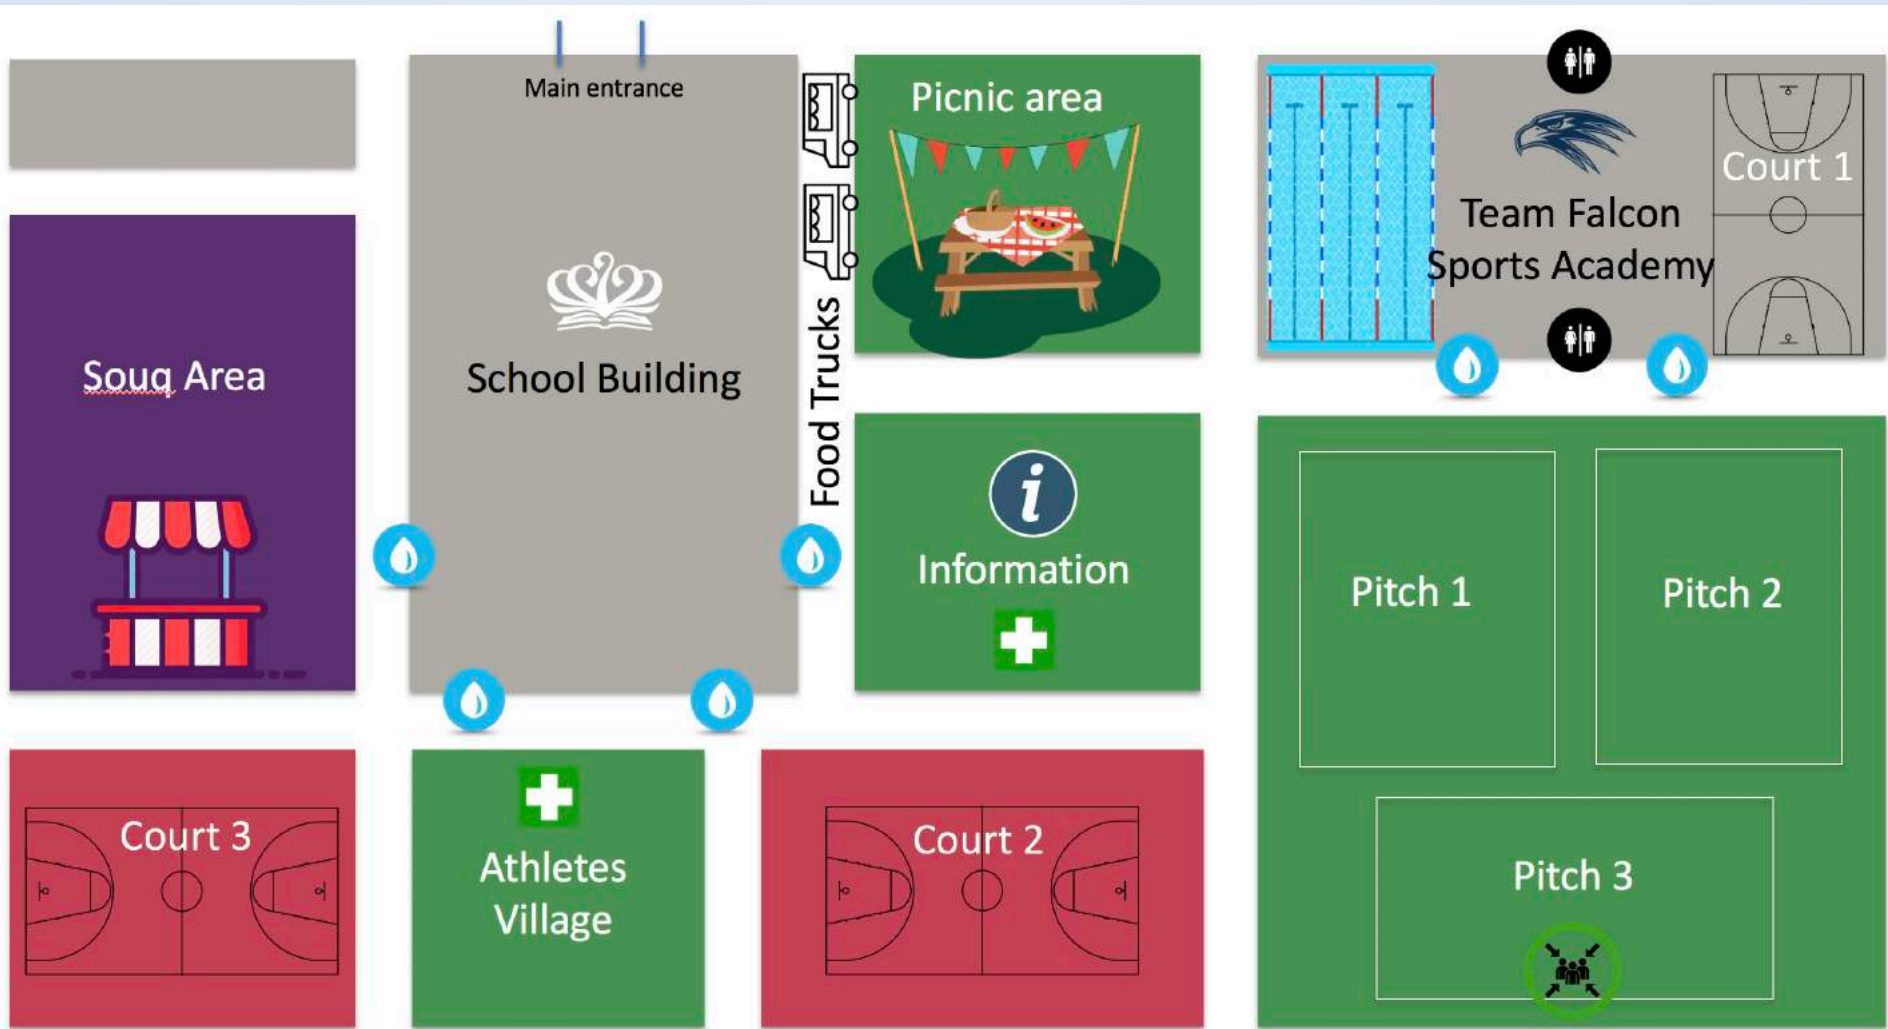 Main entrance
Picnic area
Court 1
Team Falcon
Sports Academy
Souq Area
School Building
Food Trucks
i
Information
Pitch 1
Pitch 2
Court 3
Athletes
Village
Court 2
Pitch 3